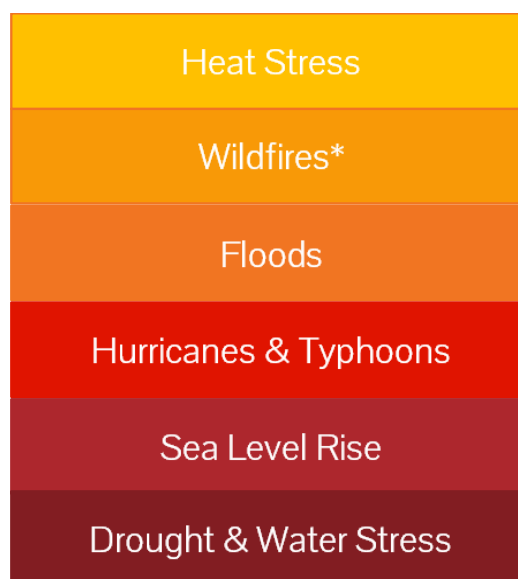 Heat Stress
Wildfires*
Floods
Hurricanes & Typhoons
Sea Level Rise
Drought & Water Stress